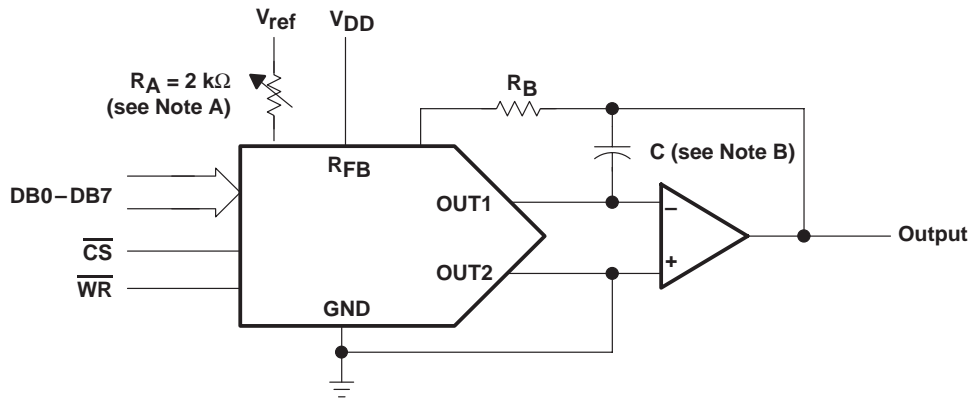 Vref
VDD
RA = 2 kΩ
(see Note A)
RB
RFB
C (see Note B)
DB0–DB7
OUT1
–
Output
CS
OUT2
+
WR
GND